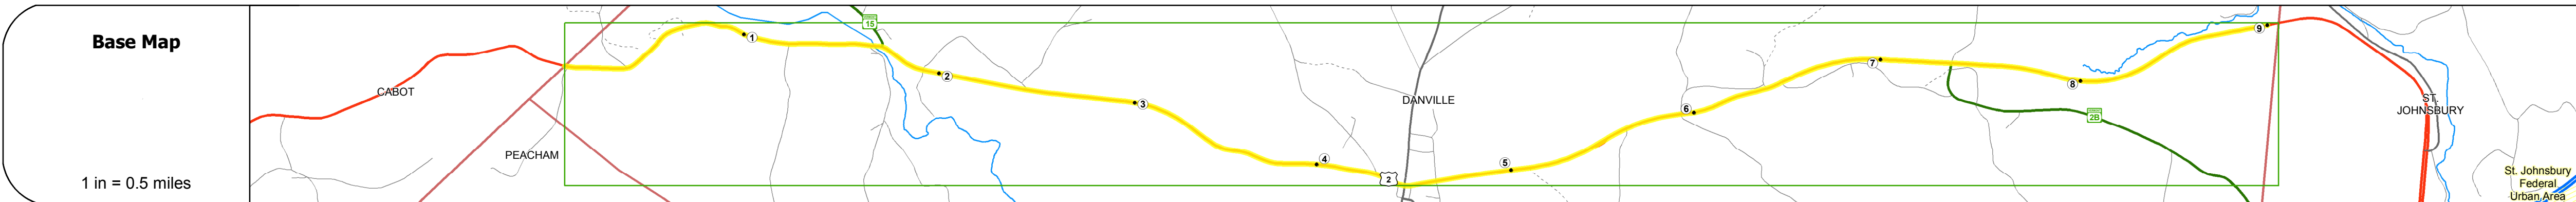 Base Map
1 in = 0.5 miles
CABOT
PEACHAM
15
1
2
3
4
2
DANVILLE
5
6
7
8
9
2B
ST.
JOHNSBURY
St. Johnsbury
Federal
Urban Area